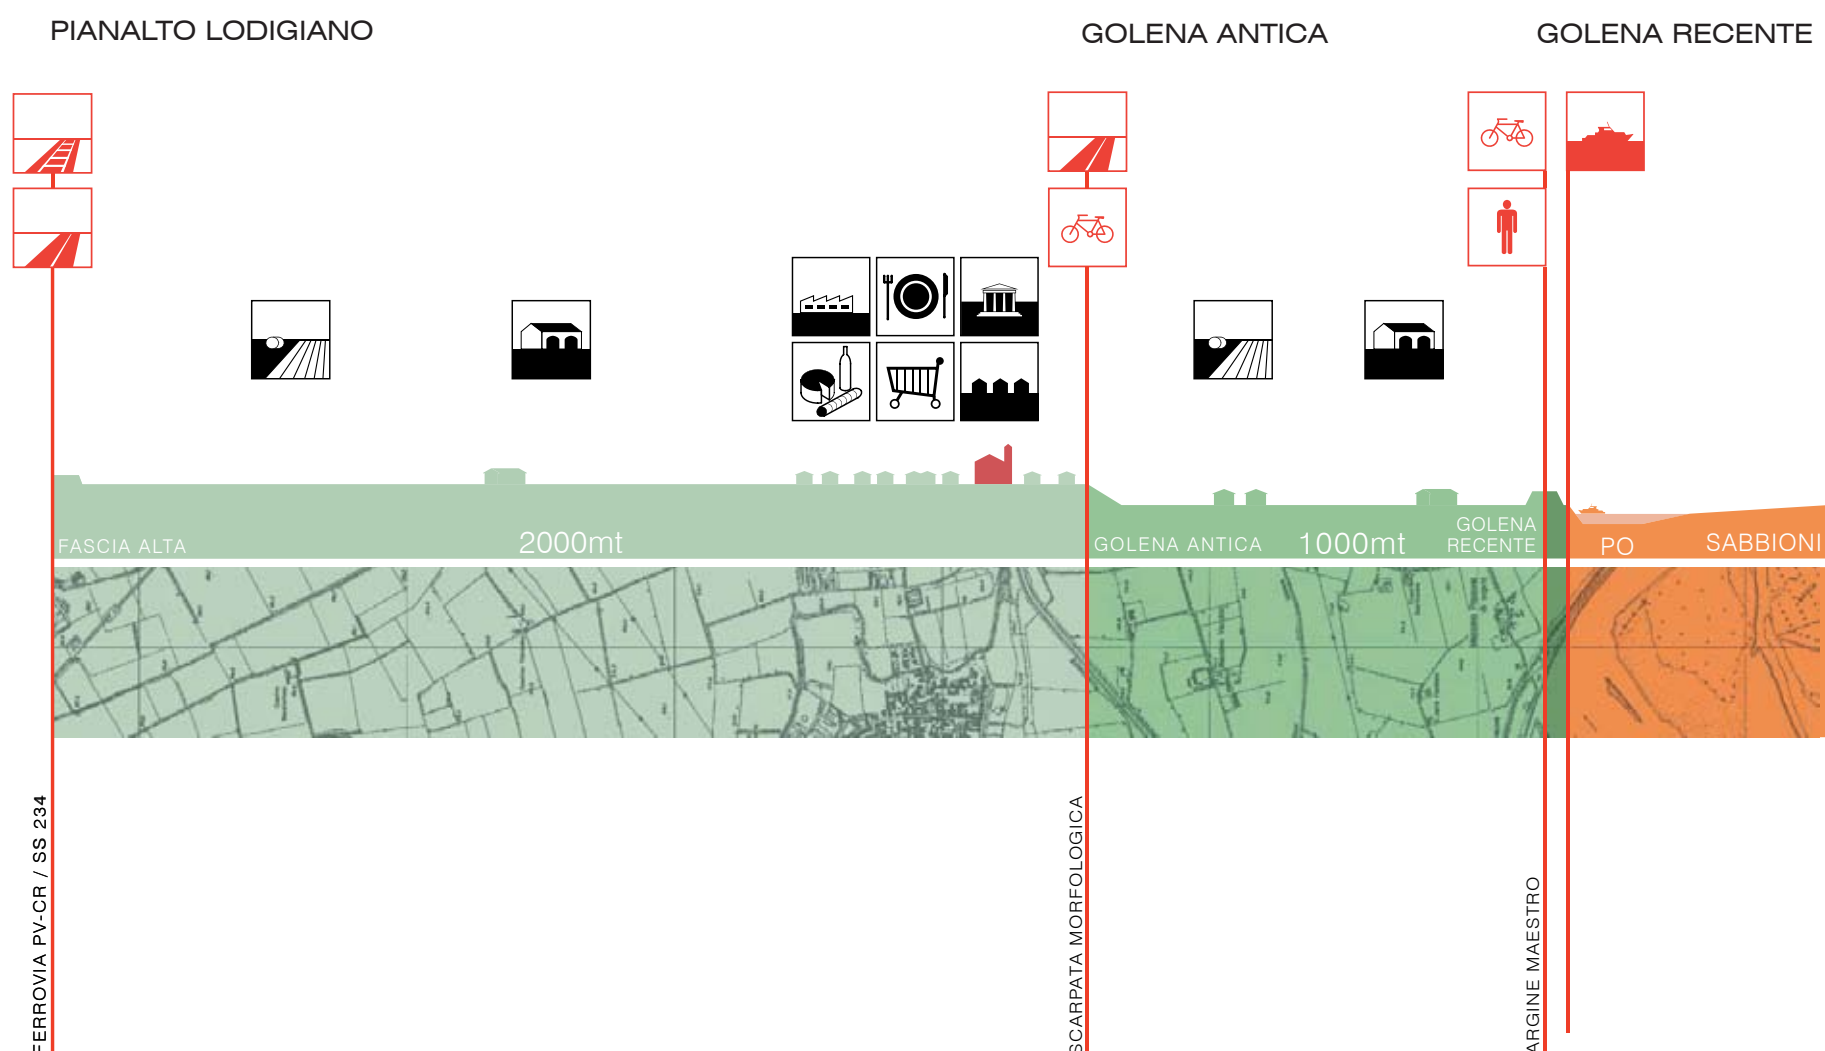 PIANALTO LODIGIANO
GOLENA ANTICA
GOLENA RECENTE
FASCIA ALTA
2000mt
GOLENA ANTICA
1000mt
GOLENA
RECENTE
PO
SABBIONI
FERROVIA PV-CR / SS 234
SCARPATA MORFOLOGICA
ARGINE MAESTRO